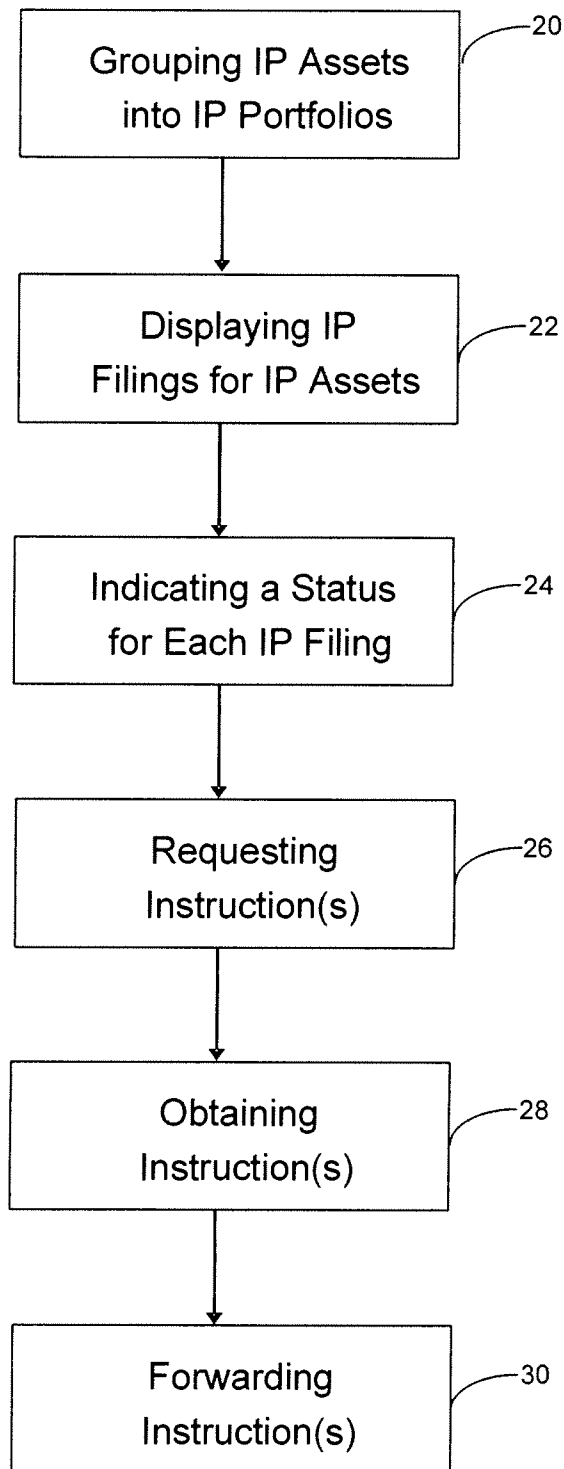 Grouping IP Assets
into IP Portfolios
20
Displaying IP
Filings for IP Assets
22
Indicating a Status
for Each IP Filing
24
Requesting
Instruction(s)
26
Obtaining
Instruction(s)
28
Forwarding
Instruction(s)
30